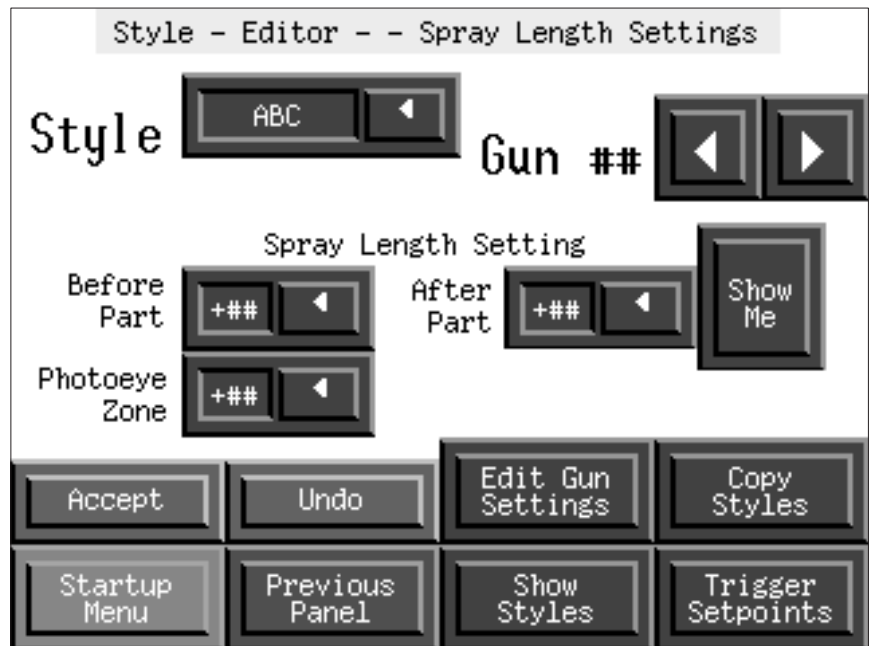 Style - Editor - - Spray Length Settings
Style ABC Gun ##
Spray Length Setting
Before
Part
+##
After
Part
+##
Show
Me
Photoeye
Zone
+##
Accept
Undo
Edit Gun
Settings
Copy
Styles
Startup
Menu
Previous
Panel
Show
Styles
Trigger
Setpoints